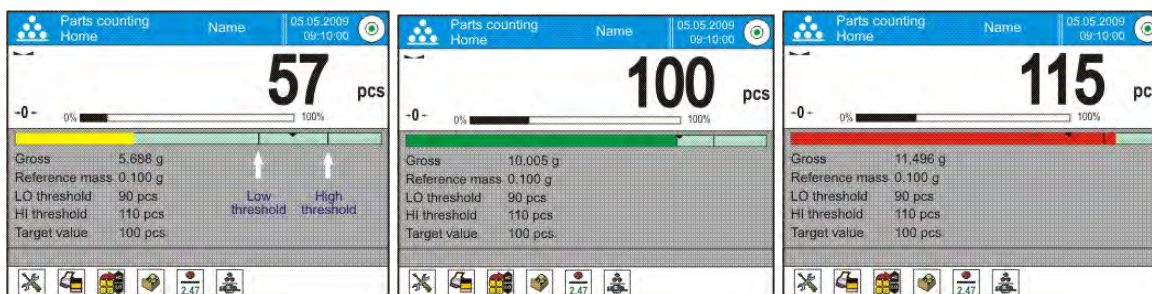 Parts counting
Home
Name
05.05.2009
09:10:00
57 pcs
-0-
0%
100%
Gross 5.688 g
Reference mass 0.100 g
LO threshold 90 pcs
HI threshold 110 pcs
Target value 100 pcs
Low threshold
High threshold
2.47
Parts counting
Home
Name
05.05.2009
09:10:00
100 pcs
-0-
0%
100%
Gross 10.005 g
Reference mass 0.100 g
LO threshold 90 pcs
HI threshold 110 pcs
Target value 100 pcs
2.47
Parts counting
Home
Name
05.05.2009
09:10:00
115 pc
-0-
0%
100%
Gross 11,496 g
Reference mass 0.100 g
LO threshold 90 pcs
HI threshold 110 pcs
Target value 100 pcs
2.47